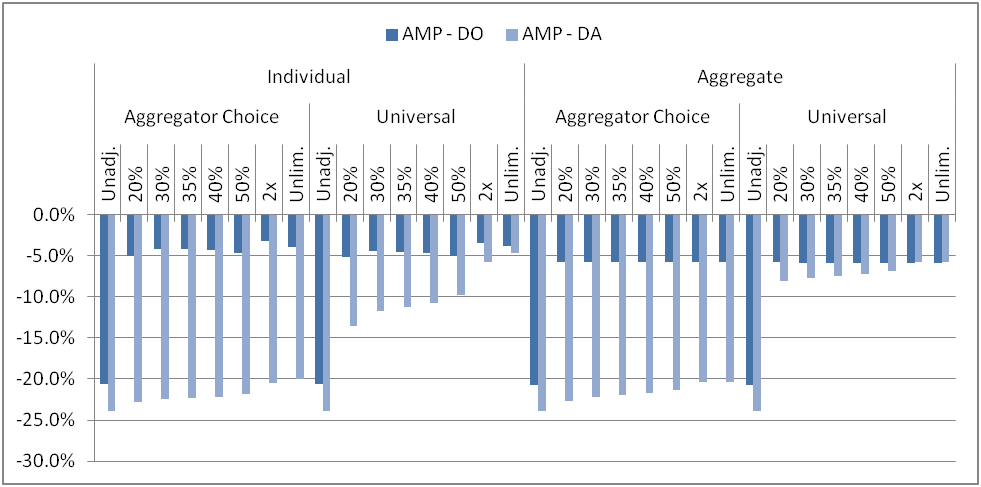 AMP - DO AMP - DA
Individual Aggregate
Aggregator Choice Universal Aggregator Choice Universal
Unadj. 20% 30% 35% 40% 50% 2x Unlim. Unadj. 20% 30% 35% 40% 50% 2x Unlim. Unadj. 20% 30% 35% 40% 50% 2x Unlim. Unadj. 20% 30% 35% 40% 50% 2x Unlim.
0.0%
-5.0%
-10.0%
-15.0%
-20.0%
-25.0%
-30.0%